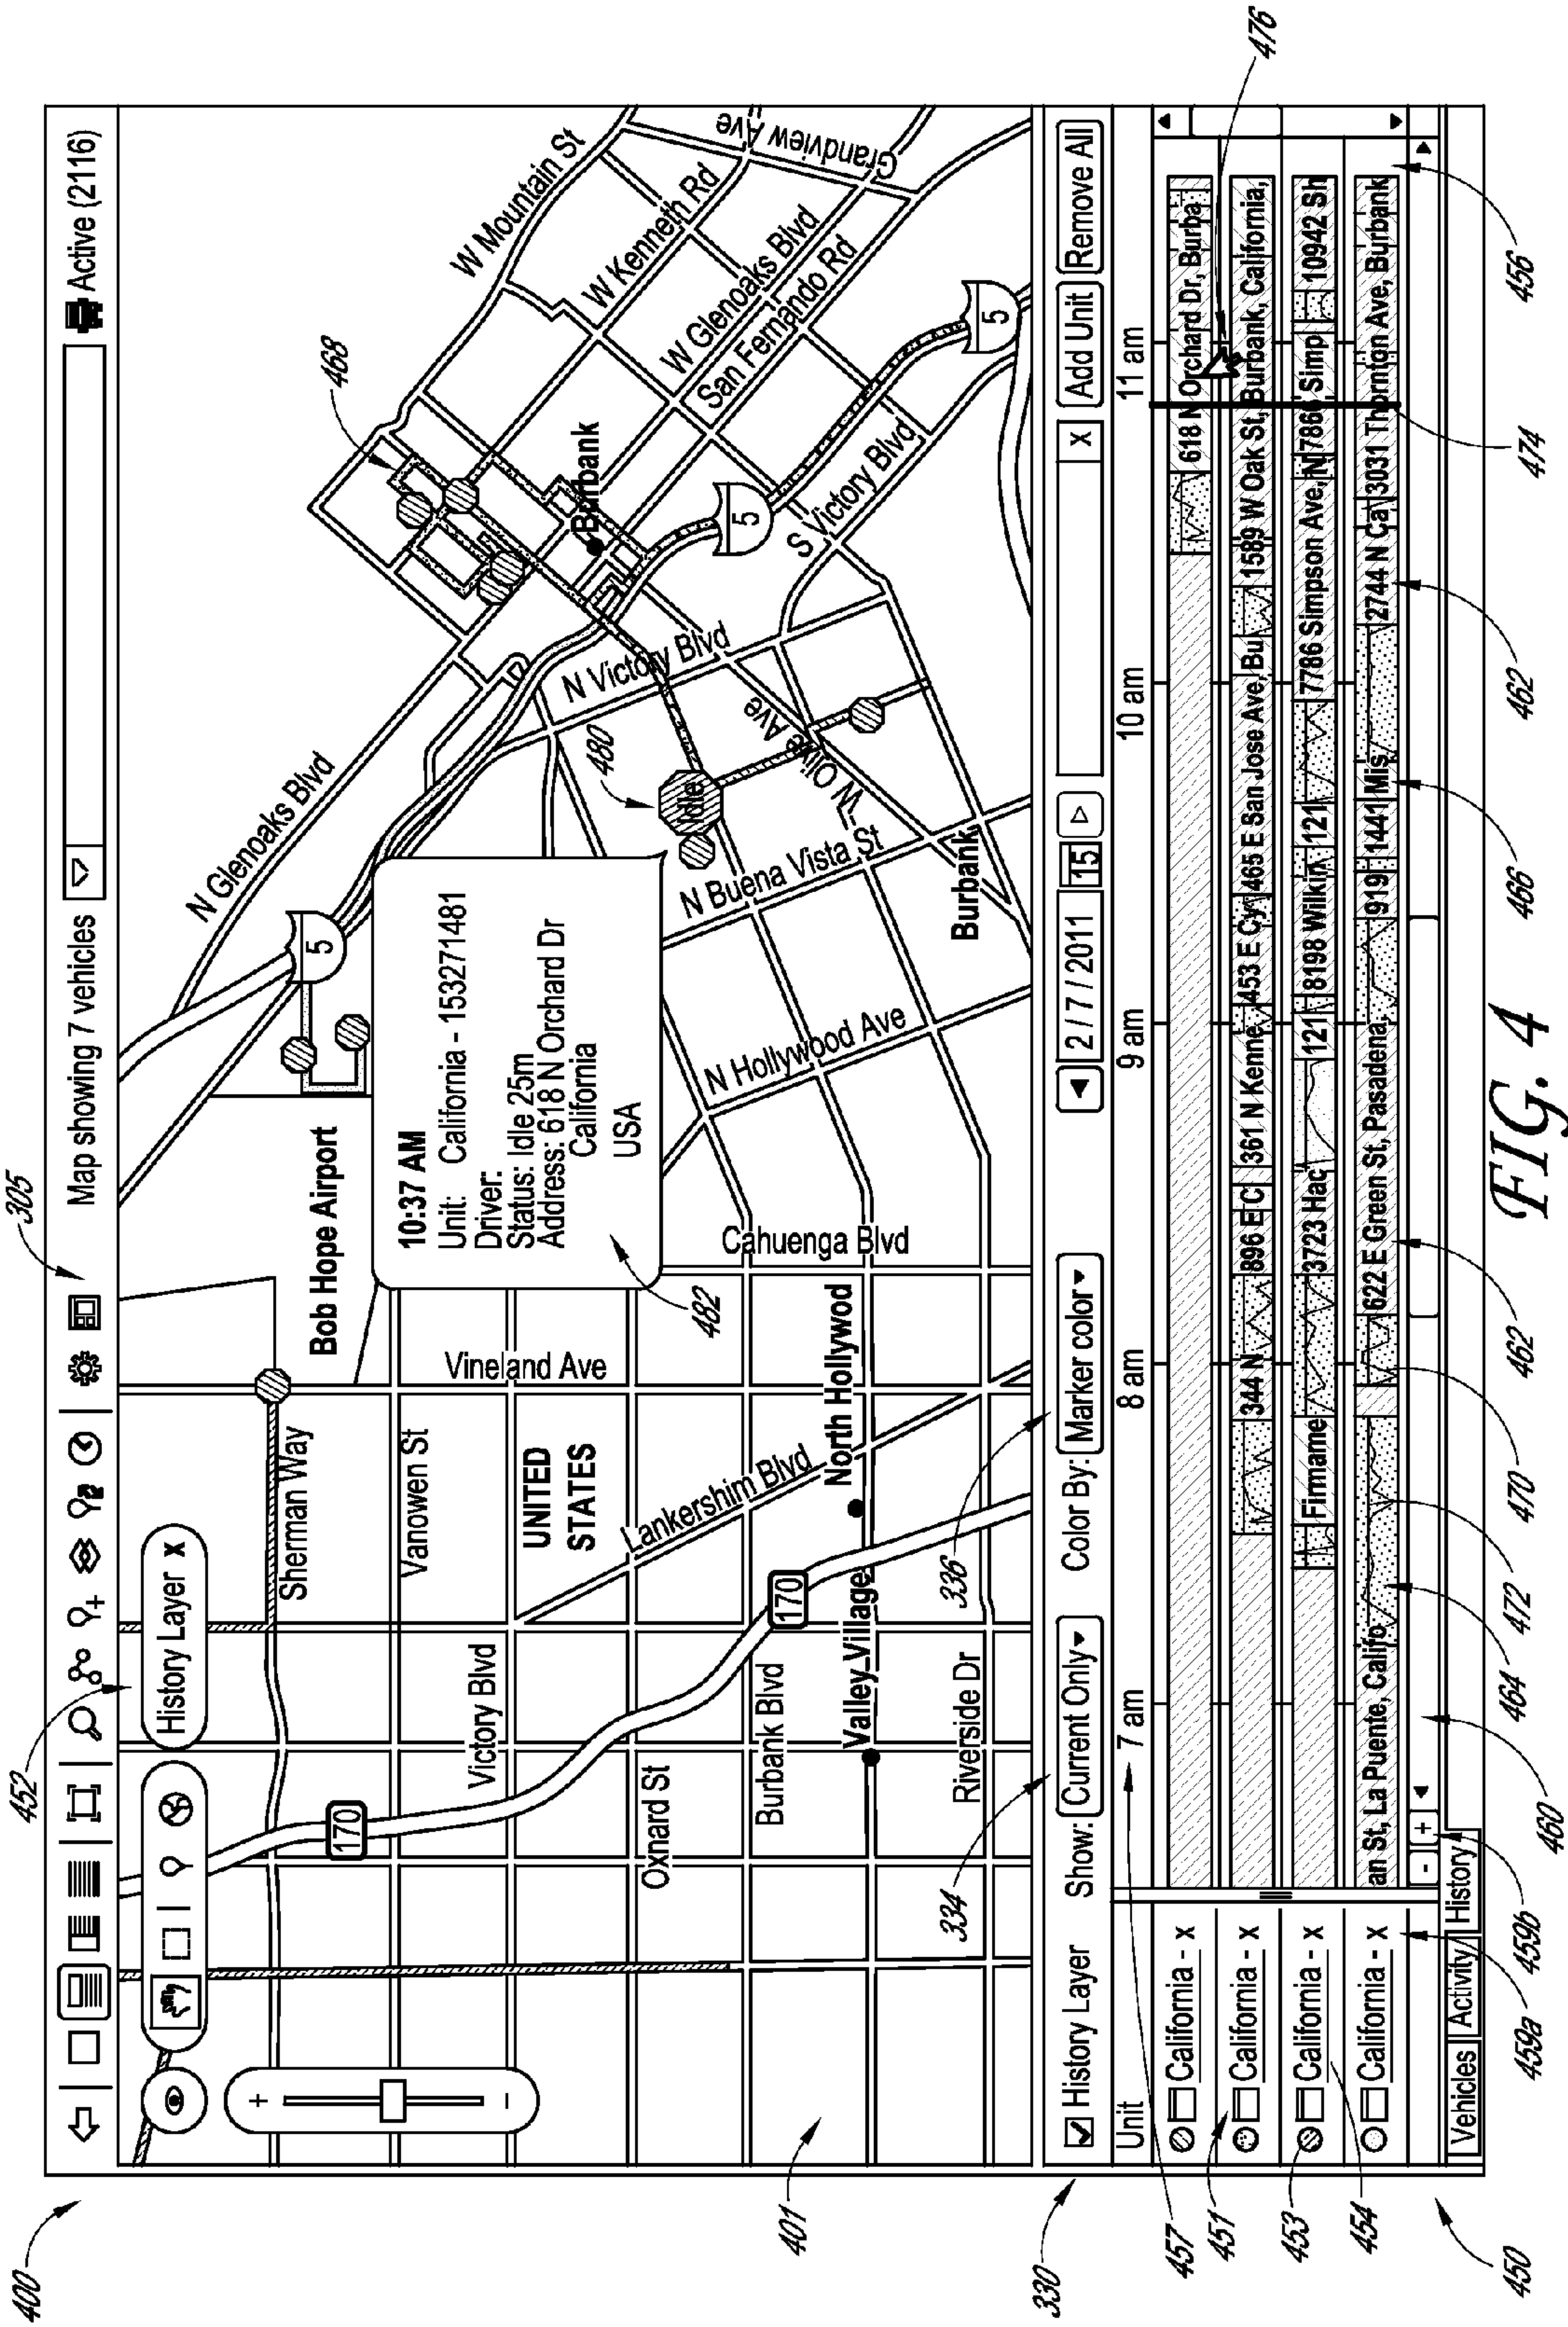 400
305
452
Map showing 7 vehicles
Active (2116)
History Layer x
+
-
Sherman Way
Vanowen St
Victory Blvd
Oxnard St
Burbank Blvd
Riverside Dr
UNITED
STATES
Lankershim Blvd
Valley Village
North Hollywod
Vineland Ave
Cahuenga Blvd
Bob Hope Airport
170
170
N Glenoaks Blvd
5
10:37 AM
Unit: California - 153271481
Driver:
Status: Idle 25m
Address: 618 N Orchard Dr
California
USA
482
480
Idle
468
N Hollywood Ave
N Buena Vista St
Burbank
W Olive Ave
N Victory Blvd
Burbank
5
S Victory Blvd
5
W Mountain St
W Kenneth Rd
W Glenoaks Blvd
San Fernando Rd
Grandview Ave
401
334
336
330
History Layer
Show: Current Only
Color By: Marker color
2 / 7 / 2011
15
X
Add Unit
Remove All
Unit
7 am
8 am
9 am
10 am
11 am
457
California - x
618 N Orchard Dr, Burba
476
451
California - x
344 N
896 E C
361 N Kenne
453 E Cy
465 E San Jose Ave, Bu
1589 W Oak St, Burbank, California,
453
California - x
Firmame
3723 Hac
121
8198 Wilkin
121
7786 Simpson Ave, N
7866 Simp
10942 Sh
454
California - x
an St, La Puente, Califo
622 E Green St, Pasadena,
919
1441 Mis
2744 N Ca
3031 Thornton Ave, Burbank
- +
Vehicles
Activity
History
450
459a
459b
460
464
472
470
462
466
462
474
456
FIG. 4